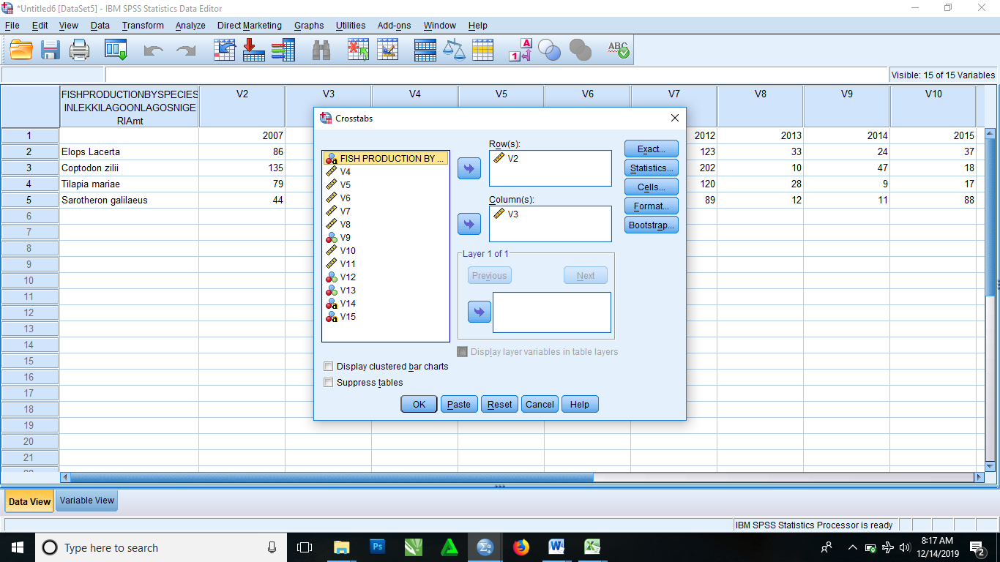 *Untitled6 [DataSet5] - IBM SPSS Statistics Data Editor
File Edit View Data Transform Analyze Direct Marketing Graphs Utilities Add-ons Window Help
A
1
a
ABC
Visible: 15 of 15 Variables
FISHPRODUCTIONBYSPECIES
INLEKKILAGOONLAGOSNIGE
RIAmt
V2 V3 V4 V5 V6 V7 V8 V9 V10
1 2007 2012 2013 2014 2015
2 Elops Lacerta 86 123 33 24 37
3 Coptodon zilii 135 202 10 47 18
4 Tilapia mariae 79 120 28 9 17
5 Sarotheron galilaeus 44 89 12 11 88
6
7
8
9
10
11
12
13
14
15
16
17
18
19
20
21
Crosstabs
a FISH PRODUCTION BY ...
V4
V5
V6
V7
V8
V9
V10
V11
V12
V13
a V14
a V15
Row(s):
V2
Column(s):
V3
Layer 1 of 1
Previous Next
Display layer variables in table layers
Exact...
Statistics...
Cells...
Format...
Bootstrap...
Display clustered bar charts
Suppress tables
OK Paste Reset Cancel Help
Data View Variable View
IBM SPSS Statistics Processor is ready
Type here to search
Ps
Σα
W
X
8:17 AM
12/14/2019
2